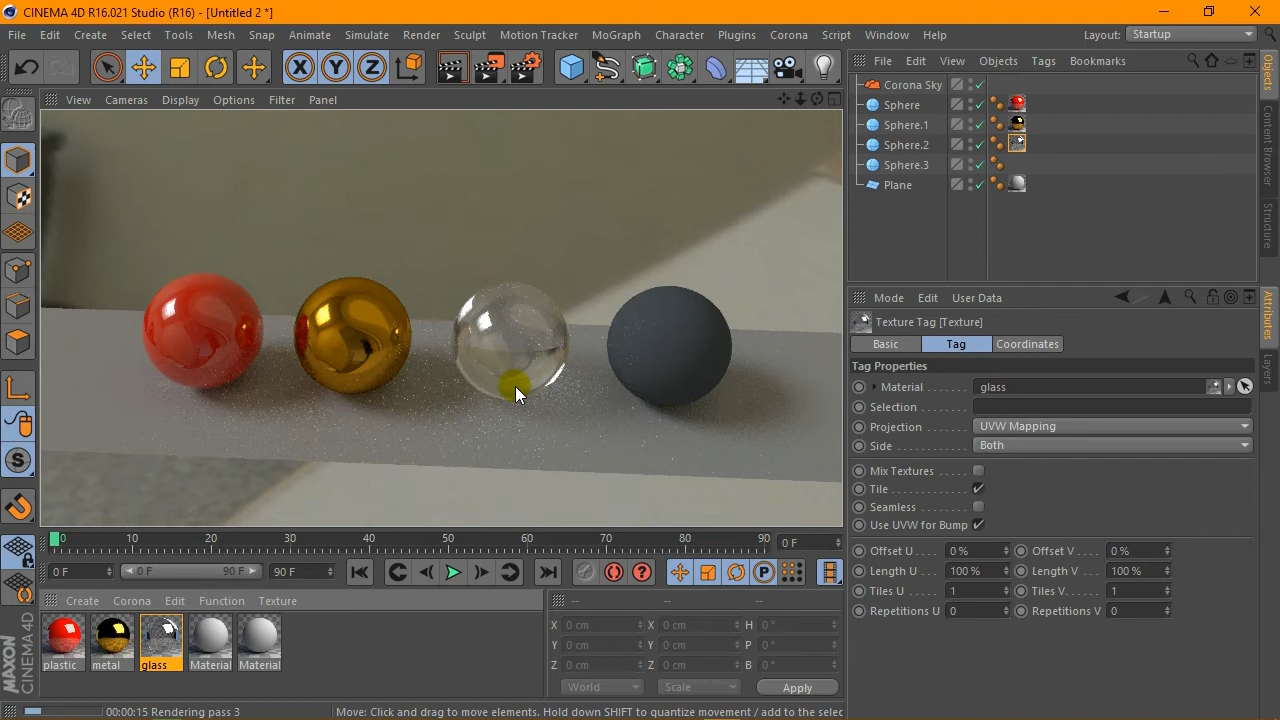 CINEMA 4D R16.021 Studio (R16) - [Untitled 2 *]
File Edit Create Select Tools Mesh Snap Animate Simulate Render Sculpt Motion Tracker MoGraph Character Plugins Corona Script Window Help Layout: Startup
X Y Z
File Edit View Objects Tags Bookmarks
View Cameras Display Options Filter Panel
Corona Sky
Sphere
Sphere.1
Sphere.2
Sphere.3
Plane
Objects
Content Browser
Structure
Mode Edit User Data
Texture Tag [Texture]
Basic Tag Coordinates
Tag Properties
Material glass
Selection
Projection UVW Mapping
Side Both
Mix Textures
Tile
Seamless
Use UVW for Bump
Offset U 0 % Offset V 0 %
Length U 100 % Length V 100 %
Tiles U 1 Tiles V 1
Repetitions U 0 Repetitions V 0
Attributes
Layers
S
0 10 20 30 40 50 60 70 80 90 0 F
0 F 0 F 90 F 90 F
P
Create Corona Edit Function Texture
plastic metal glass Material Material
-- -- --
X 0 cm X 0 cm H 0 °
Y 0 cm Y 0 cm P 0 °
Z 0 cm Z 0 cm B 0 °
World Scale Apply
MAXON
CINEMA 4D
00:00:15 Rendering pass 3 Move: Click and drag to move elements. Hold down SHIFT to quantize movement / add to the selec